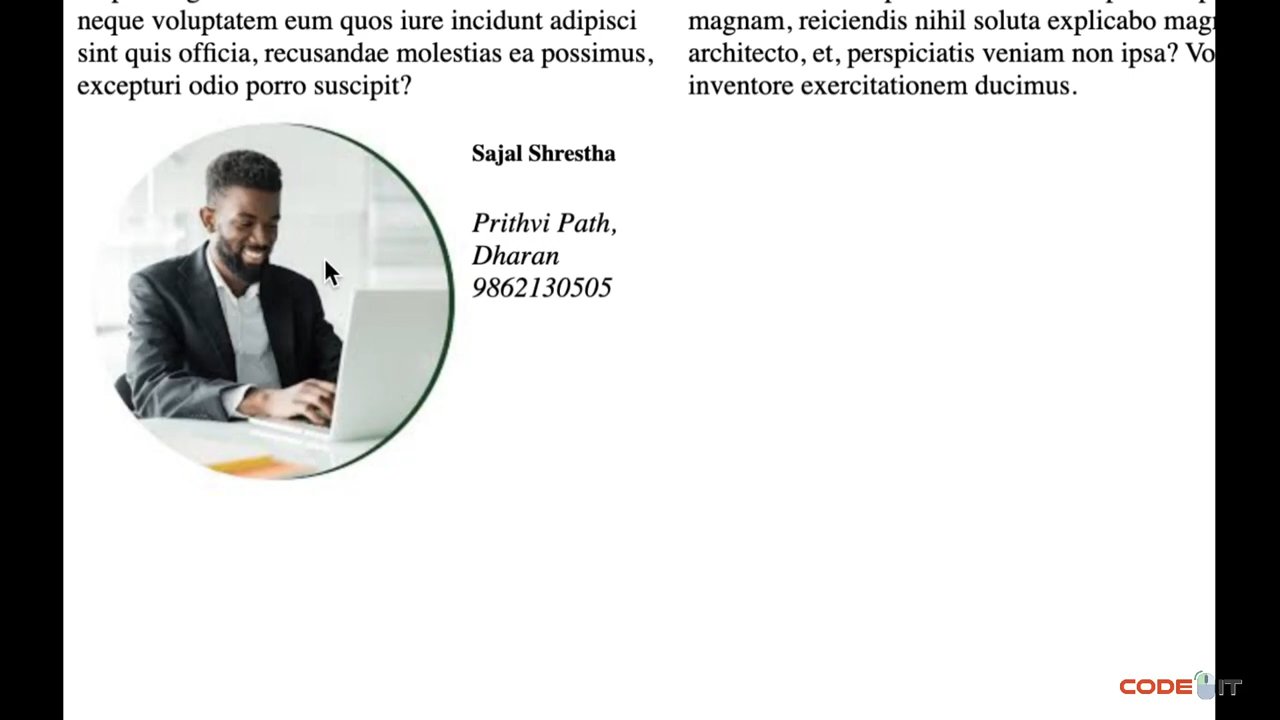 neque voluptatem eum quos iure incidunt adipisci
sint quis officia, recusandae molestias ea possimus,
excepturi odio porro suscipit?
magnam, reiciendis nihil soluta explicabo
architecto, et, perspiciatis veniam non ipsa?
inventore exercitationem ducimus.
Sajal Shrestha
Prithvi Path,
Dharan
9862130505
CODE IT